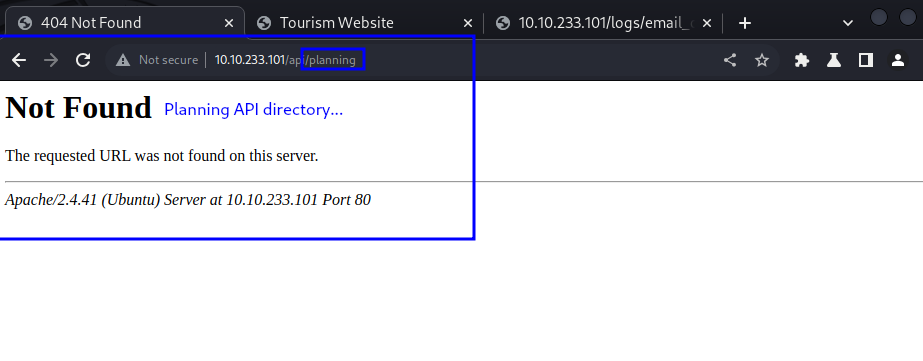 404 Not Found
Tourism Website
10.10.233.101/logs/email_
Not secure
10.10.233.101/api/planning
Not Found
Planning API directory...
The requested URL was not found on this server.
Apache/2.4.41 (Ubuntu) Server at 10.10.233.101 Port 80